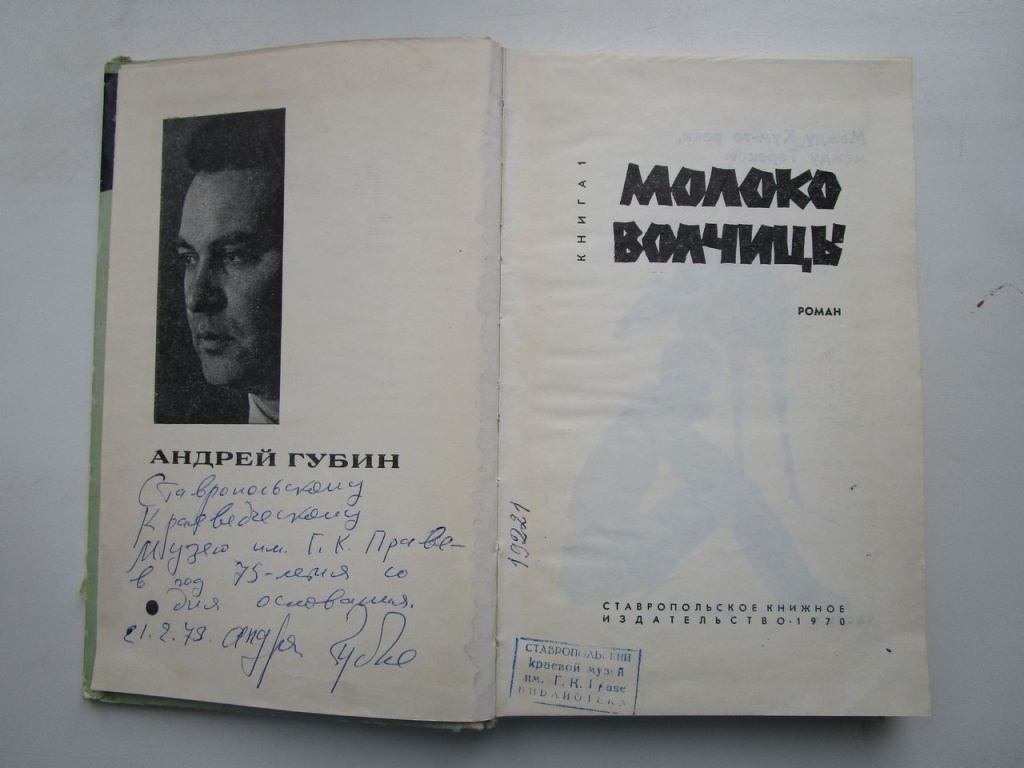 АНДРЕЙ ГУБИН
Ставропольскому
Краеведческому
Музею им. Г. К. Праве-
в год 75-летия со
дня основания.
21.2.79. Андрей Губин
КНИГА 1
МОЛОКО
ВОЛЧИЦЫ
РОМАН
19221
СТАВРОПОЛЬСКОЕ КНИЖНОЕ
ИЗДАТЕЛЬСТВО·1970
СТАВРОПОЛЬСКИЙ
краевой музей
им. Г. К. Праве
БИБЛИОТЕКА
Между Кум-то реки,
между Тереком